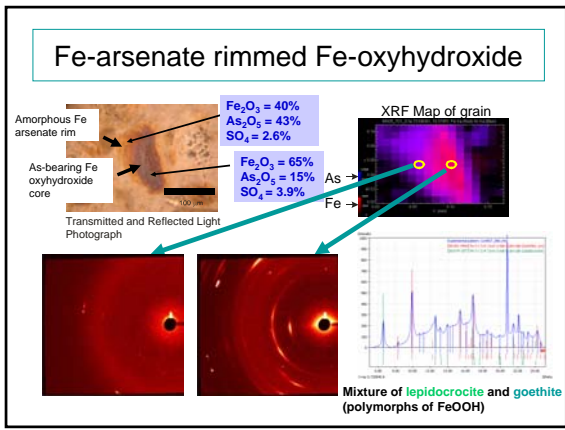 Fe-arsenate rimmed Fe-oxyhydroxide
Amorphous Fe
arsenate rim
As-bearing Fe
oxyhydroxide
core
Fe₂O₃ = 40%
As₂O₅ = 43%
SO₄ = 2.6%
Fe₂O₃ = 65%
As₂O₅ = 15%
SO₄ = 3.9%
100 µm
Transmitted and Reflected Light
Photograph
XRF Map of grain
As
Fe
Mixture of lepidocrocite and goethite
(polymorphs of FeOOH)